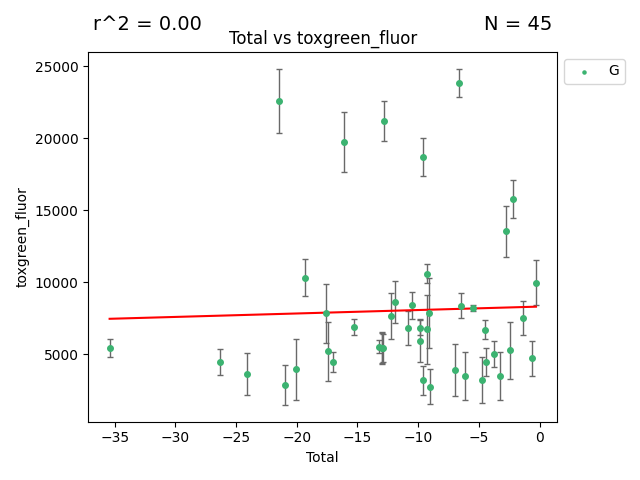 r^2 = 0.00
N = 45
Total vs toxgreen_fluor
G
25000
20000
15000
10000
5000
toxgreen_fluor
−35
−30
−25
−20
−15
−10
−5
0
Total